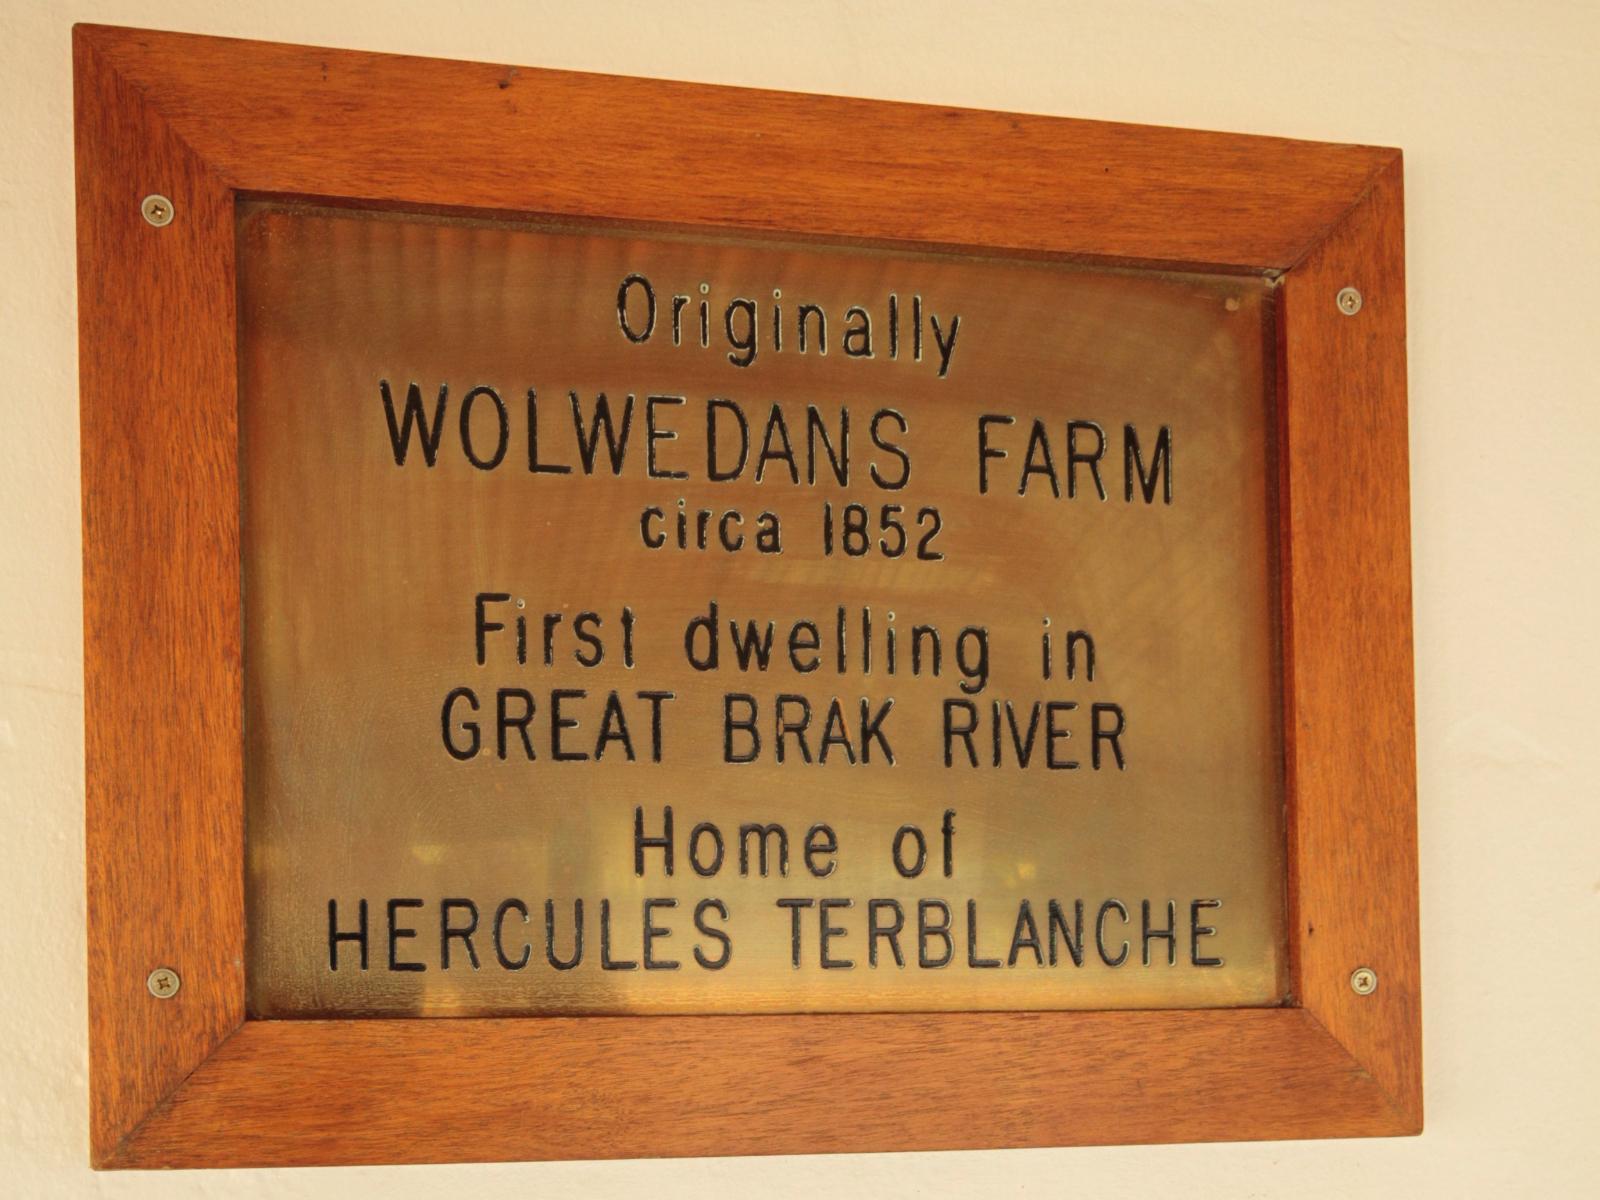 Originally
WOLWEDANS FARM
circa 1852
First dwelling in
GREAT BRAK RIVER
Home of
HERCULES TERBLANCHE